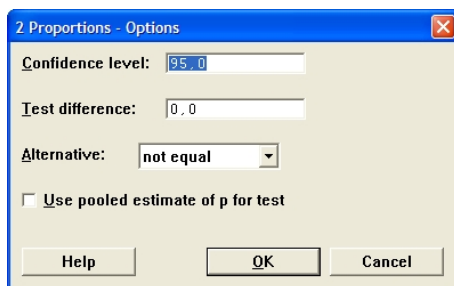 2 Proportions - Options
Confidence level: 95,0
Test difference: 0,0
Alternative: not equal
Use pooled estimate of p for test
Help OK Cancel